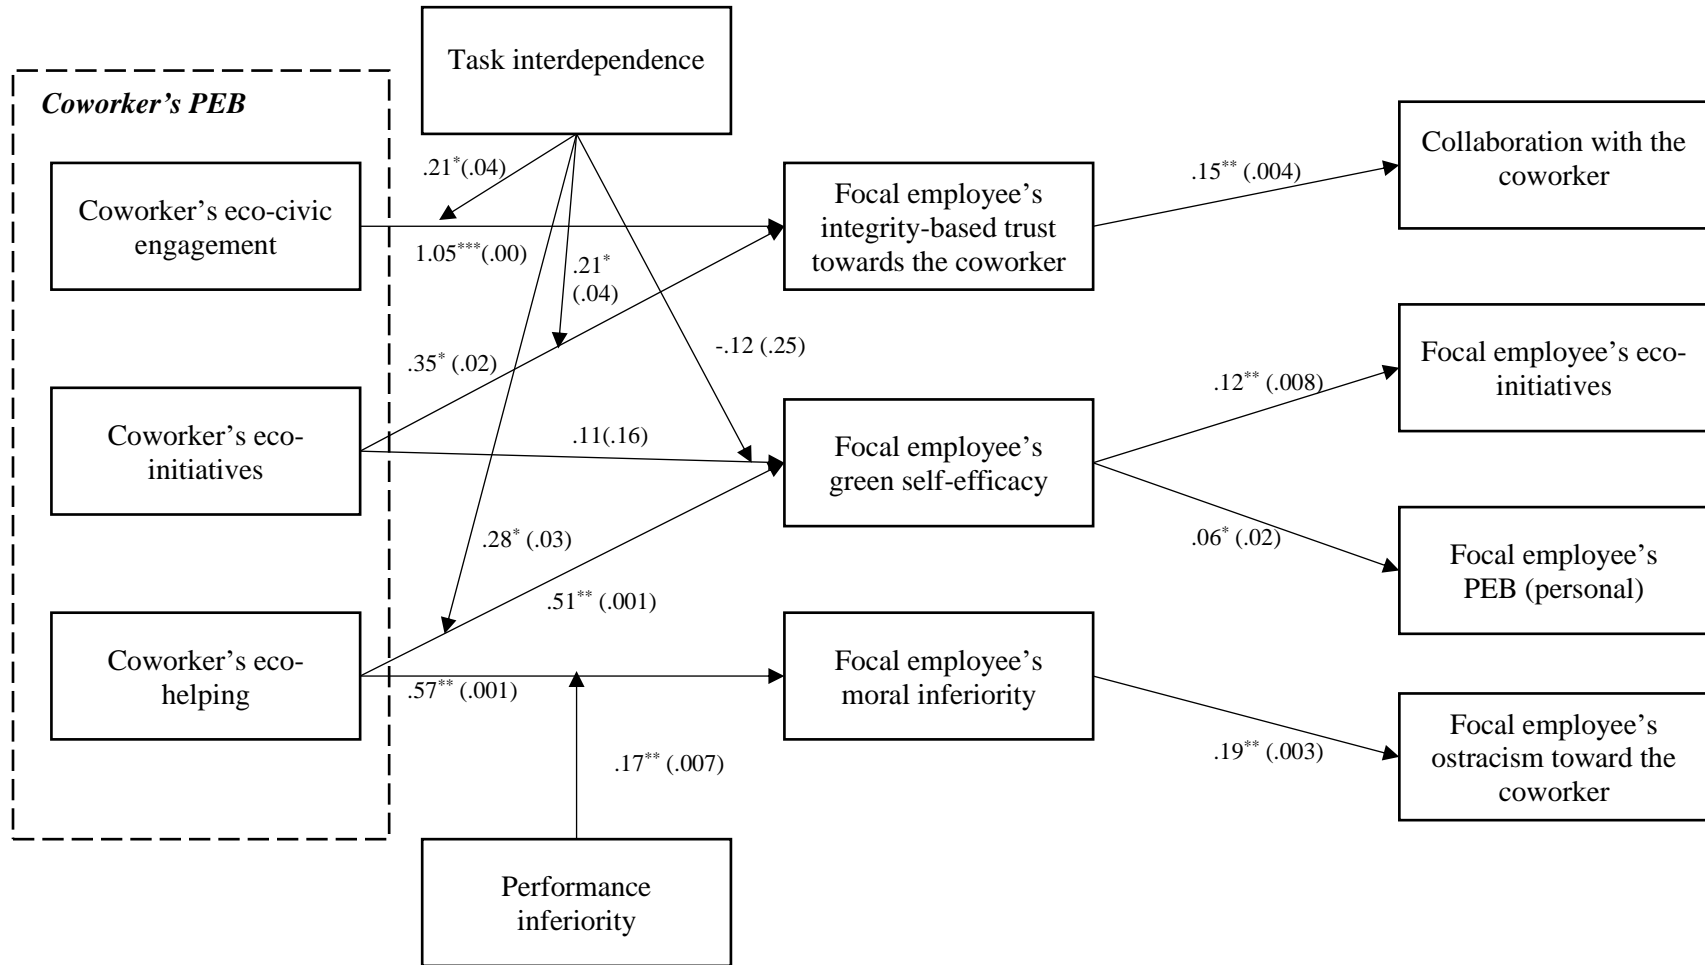 Task interdependence
Coworker’s PEB
Coworker’s eco-civic
engagement
Coworker’s eco-
initiatives
Coworker’s eco-
helping
Performance
inferiority
.21*(.04)
1.05***(.00)
.21*
(.04)
.35* (.02)
-.12 (.25)
.11(.16)
.28* (.03)
.51** (.001)
.57** (.001)
.17** (.007)
Focal employee’s
integrity-based trust
towards the coworker
Focal employee’s
green self-efficacy
Focal employee’s
moral inferiority
.15** (.004)
.12** (.008)
.06* (.02)
.19** (.003)
Collaboration with the
coworker
Focal employee’s eco-
initiatives
Focal employee’s
PEB (personal)
Focal employee’s
ostracism toward the
coworker